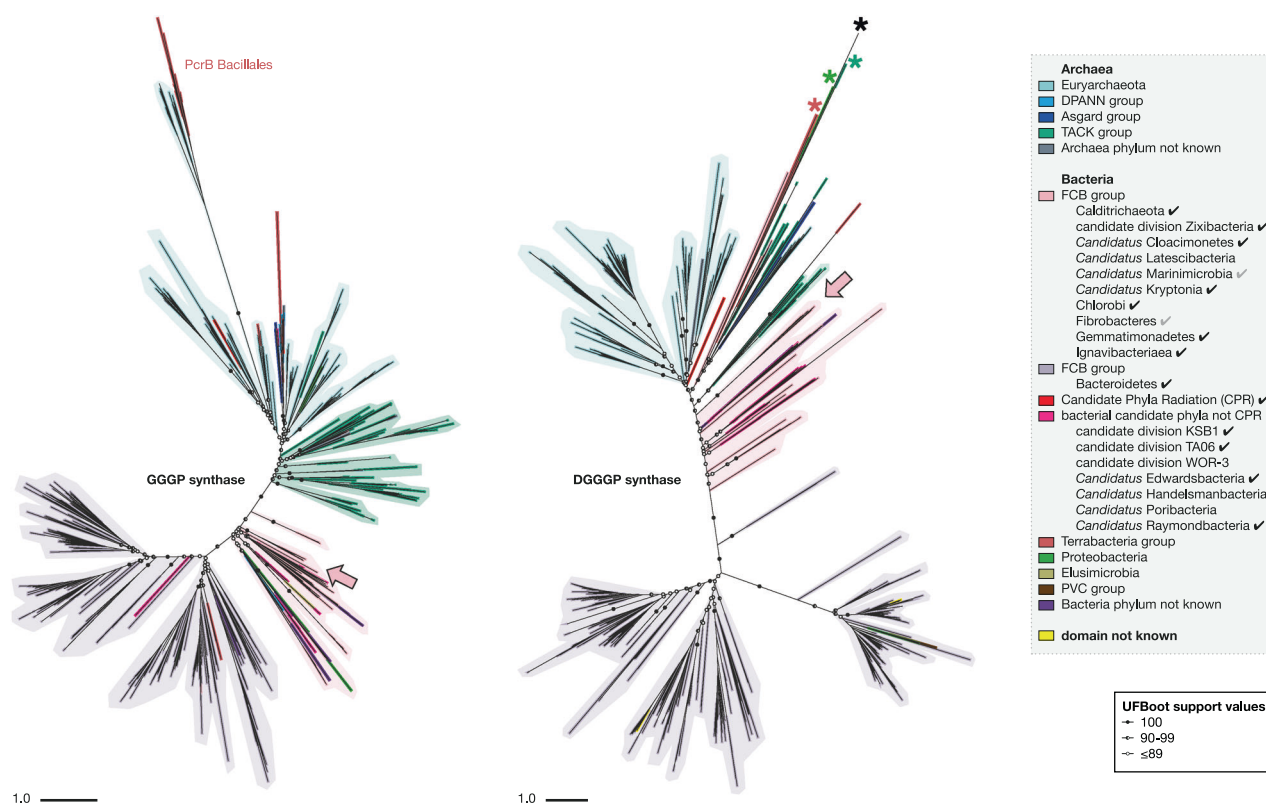 PcrB Bacillales
GGGP synthase
1.0
*
*
*
*
DGGGP synthase
1.0
Archaea
Euryarchaeota
DPANN group
Asgard group
TACK group
Archaea phylum not known
Bacteria
FCB group
Calditrichaeota ✔
candidate division Zixibacteria ✔
Candidatus Cloacimonetes ✔
Candidatus Latescibacteria
Candidatus Marinimicrobia ✔
Candidatus Kryptonia ✔
Chlorobi ✔
Fibrobacteres ✔
Gemmatimonadetes ✔
Ignavibacteriaea ✔
FCB group
Bacteroidetes ✔
Candidate Phyla Radiation (CPR) ✔
bacterial candidate phyla not CPR
candidate division KSB1 ✔
candidate division TA06 ✔
candidate division WOR-3
Candidatus Edwardsbacteria ✔
Candidatus Handelsmanbacteria
Candidatus Poribacteria
Candidatus Raymondbacteria ✔
Terrabacteria group
Proteobacteria
Elusimicrobia
PVC group
Bacteria phylum not known
domain not known
UFBoot support values
100
90-99
≤89